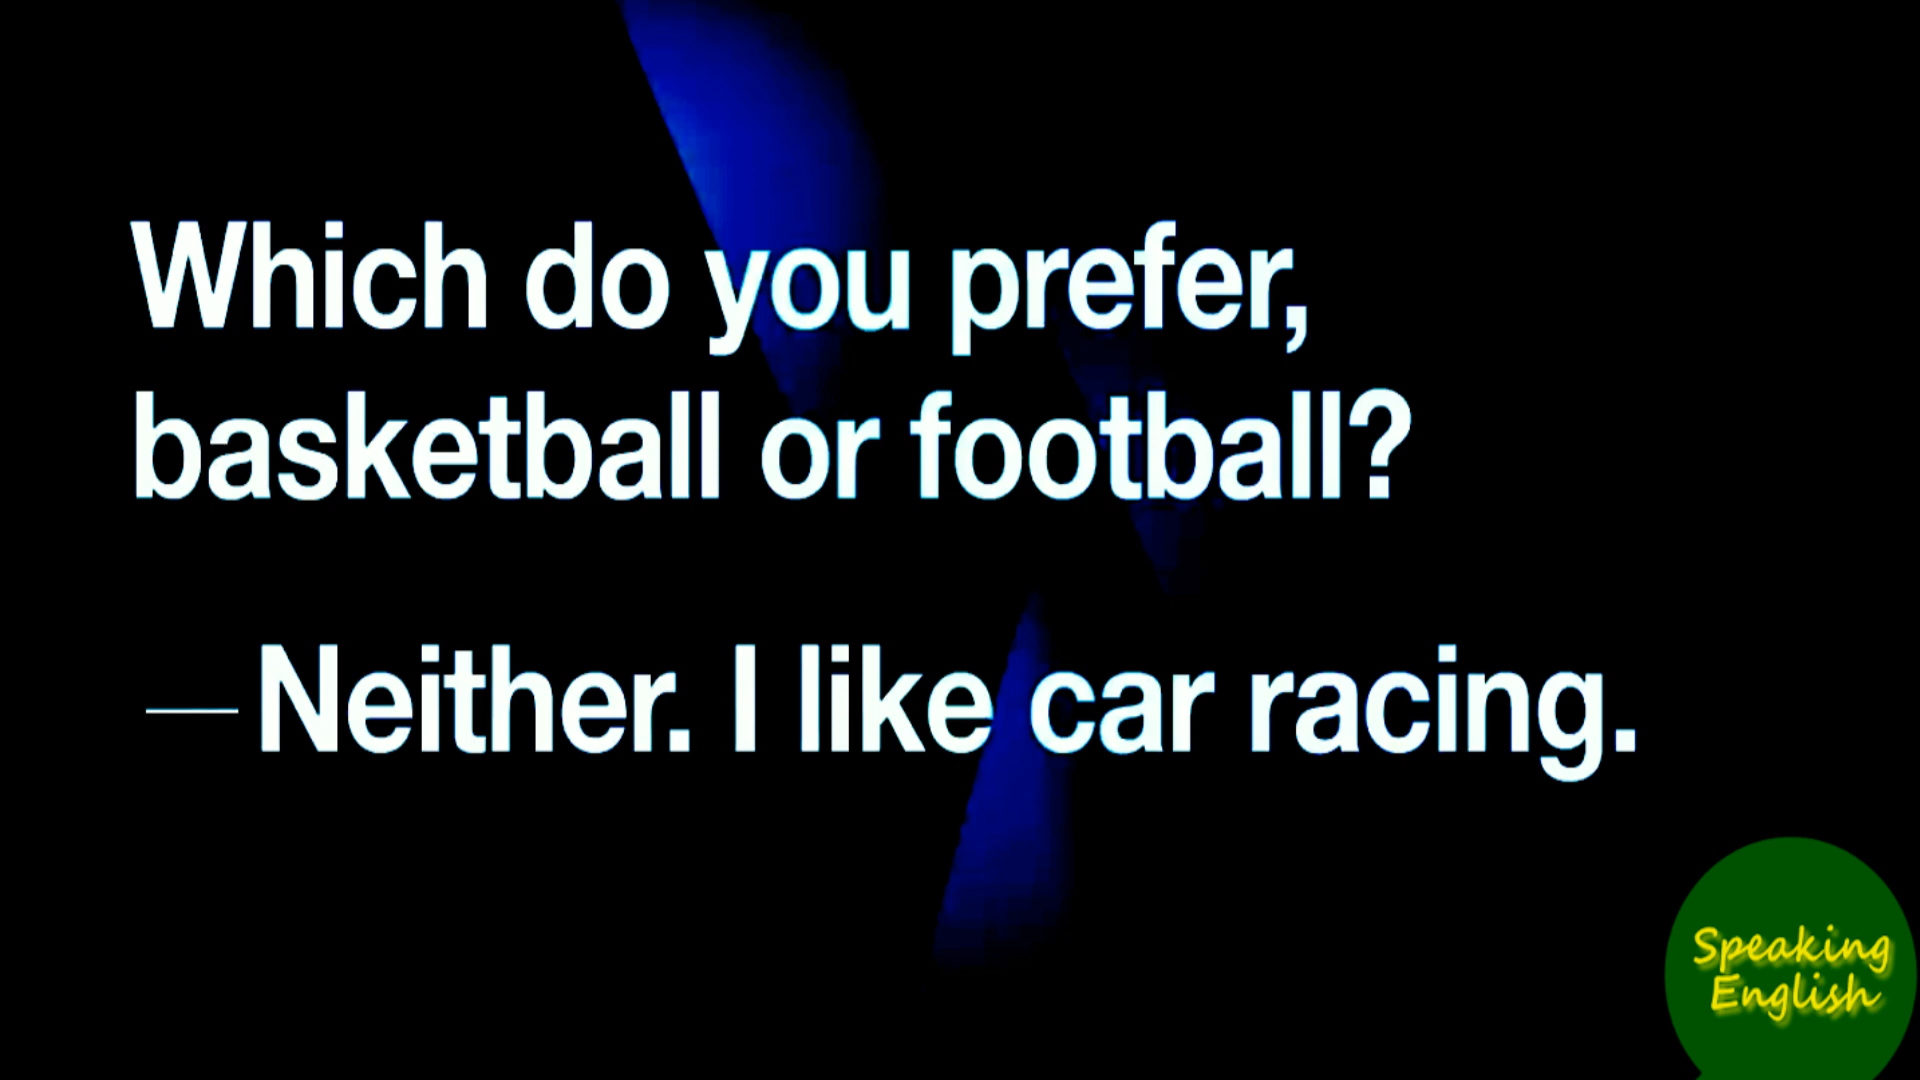 Which do you prefer,
basketball or football?
—Neither. I like car racing.
Speaking
English